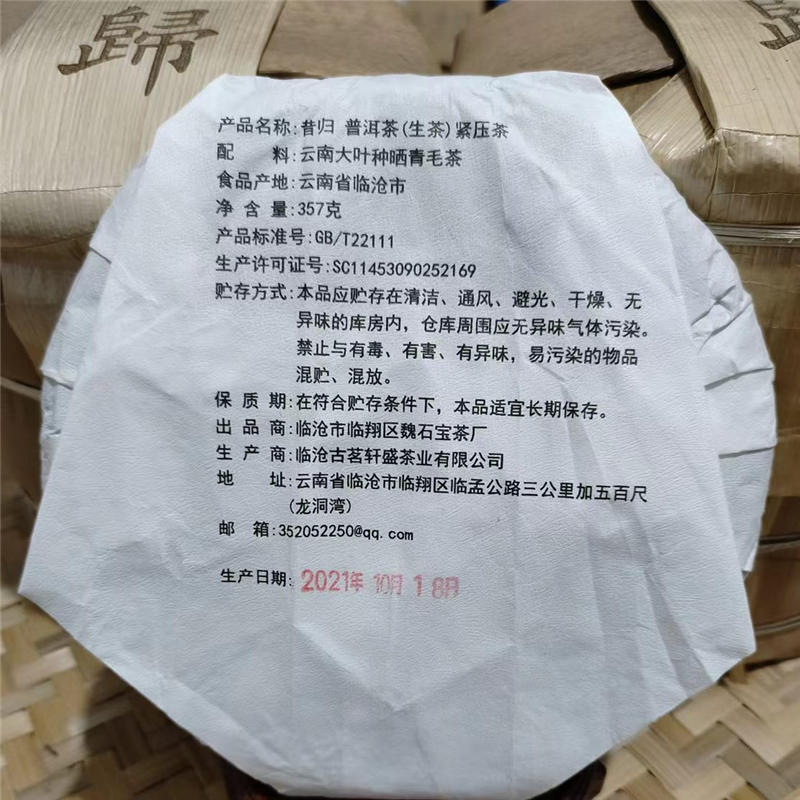 歸
产品名称:昔归 普洱茶(生茶)紧压茶
配 料:云南大叶种晒青毛茶
食品产地:云南省临沧市
净 含 量:357克
产品标准号:GB/T22111
生产许可证号:SC11453090252169
贮存方式:本品应贮存在清洁、通风、避光、干燥、无
异味的库房内，仓库周围应无异味气体污染。
禁止与有毒、有害、有异味，易污染的物品
混贮、混放。
保 质 期:在符合贮存条件下，本品适宜长期保存。
出 品 商:临沧市临翔区魏石宝茶厂
生 产 商:临沧古茗轩盛茶业有限公司
地 址:云南省临沧市临翔区临孟公路三公里加五百尺
(龙洞湾)
邮 箱:352052250@qq.com
生产日期:2021年 10月 18日